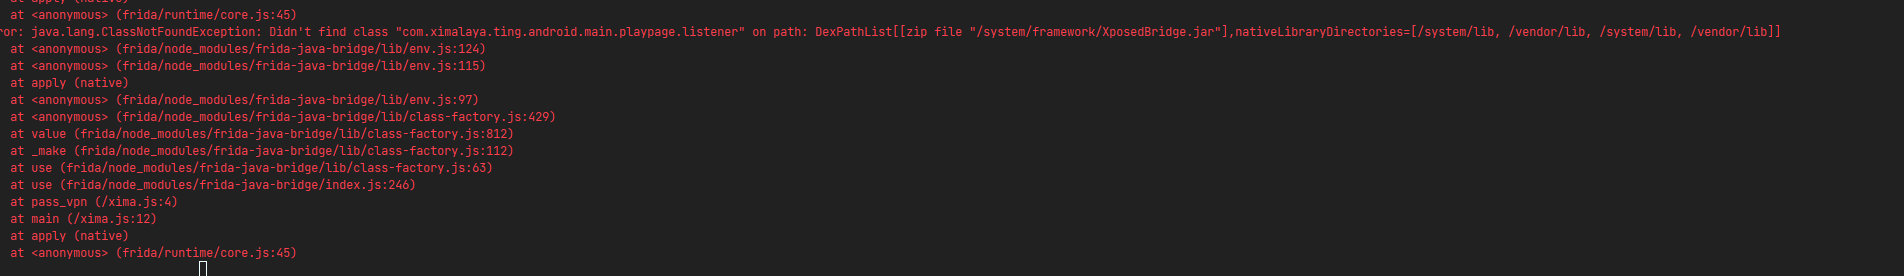 at apply (native)
at <anonymous> (frida/runtime/core.js:45)
ror: java.lang.ClassNotFoundException: Didn't find class "com.ximalaya.ting.android.main.playpage.listener" on path: DexPathList[[zip file "/system/framework/XposedBridge.jar"],nativeLibraryDirectories=[/system/lib, /vendor/lib, /system/lib, /vendor/lib]]
at <anonymous> (frida/node_modules/frida-java-bridge/lib/env.js:124)
at <anonymous> (frida/node_modules/frida-java-bridge/lib/env.js:115)
at apply (native)
at <anonymous> (frida/node_modules/frida-java-bridge/lib/env.js:97)
at <anonymous> (frida/node_modules/frida-java-bridge/lib/class-factory.js:429)
at value (frida/node_modules/frida-java-bridge/lib/class-factory.js:812)
at _make (frida/node_modules/frida-java-bridge/lib/class-factory.js:112)
at use (frida/node_modules/frida-java-bridge/lib/class-factory.js:63)
at use (frida/node_modules/frida-java-bridge/index.js:246)
at pass_vpn (/xima.js:4)
at main (/xima.js:12)
at apply (native)
at <anonymous> (frida/runtime/core.js:45)